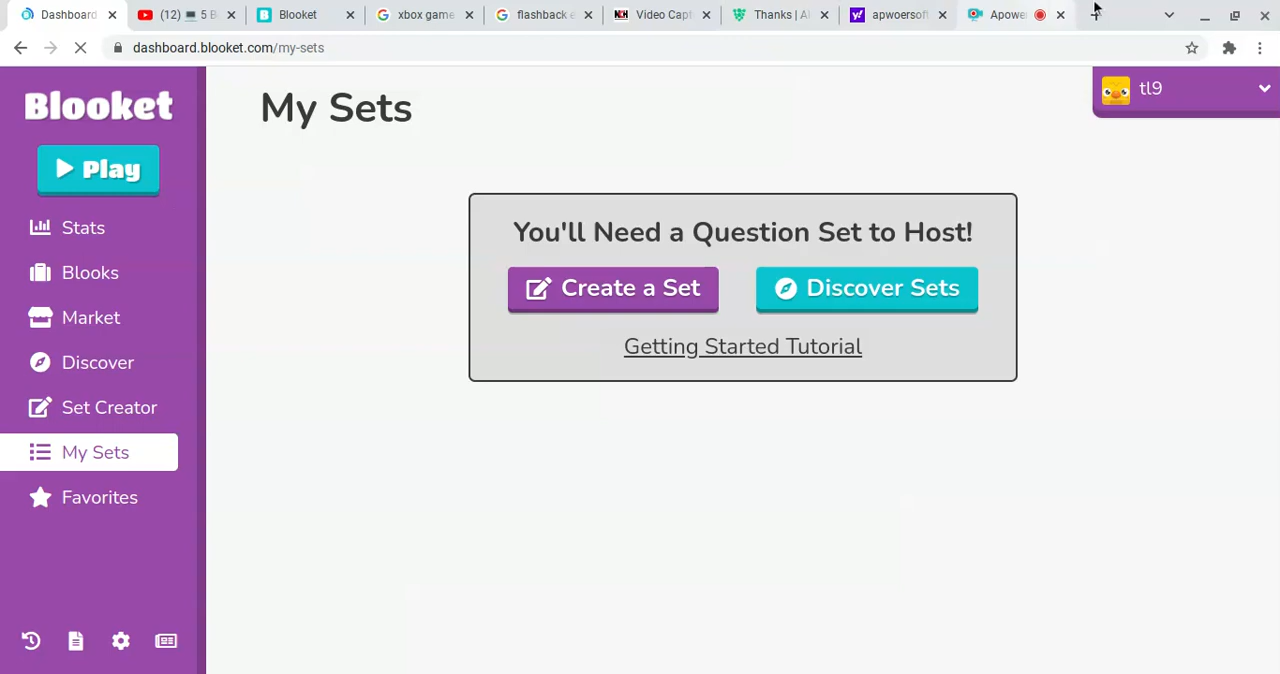 Dashboard
(12) 💻 5 B
Blooket
xbox game
flashback e
Video Capt
Thanks | A
apwoersoft
Apower
dashboard.blooket.com/my-sets
Blooket
Play
Stats
Blooks
Market
Discover
Set Creator
My Sets
Favorites
My Sets
tl9
You'll Need a Question Set to Host!
Create a Set
Discover Sets
Getting Started Tutorial